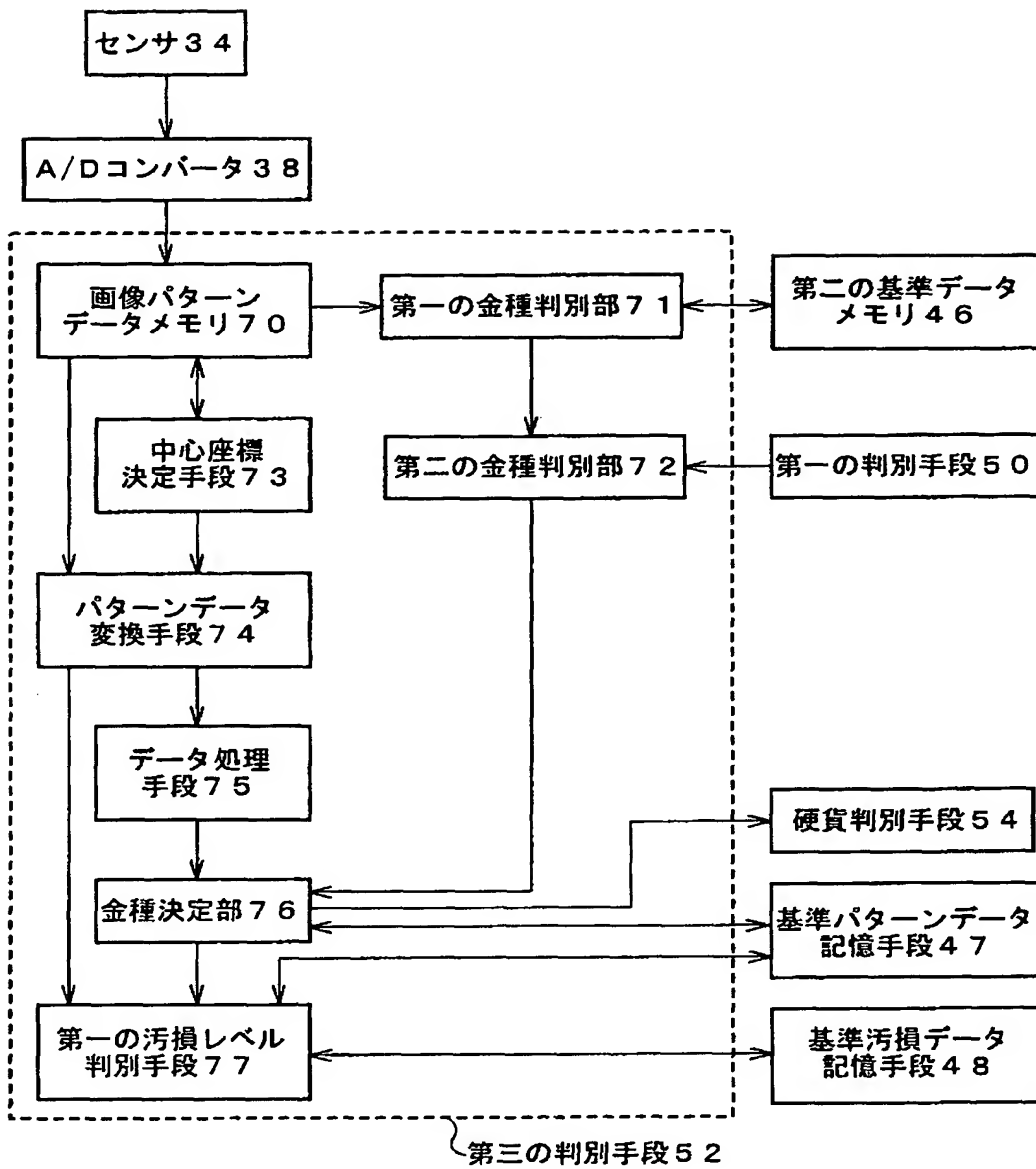 センサ34
A/Dコンバータ38
画像パターン
データメモリ70
第一の金種判別部71
第二の基準データ
メモリ46
中心座標
決定手段73
第二の金種判別部72
第一の判別手段50
パターンデータ
変換手段74
データ処理
手段75
硬貨判別手段54
金種決定部76
基準パターンデータ
記憶手段47
第一の汚損レベル
判別手段77
基準汚損データ
記憶手段48
第三の判別手段52